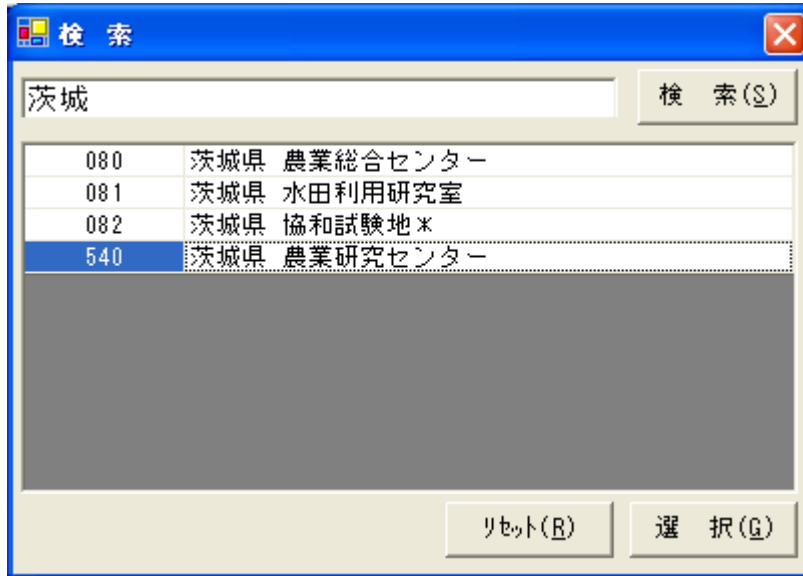 検 索
茨城
検 索(S)
080 茨城県 農業総合センター
081 茨城県 水田利用研究室
082 茨城県 協和試験地*
540 茨城県 農業研究センター
リセット(R)
選 択(G)